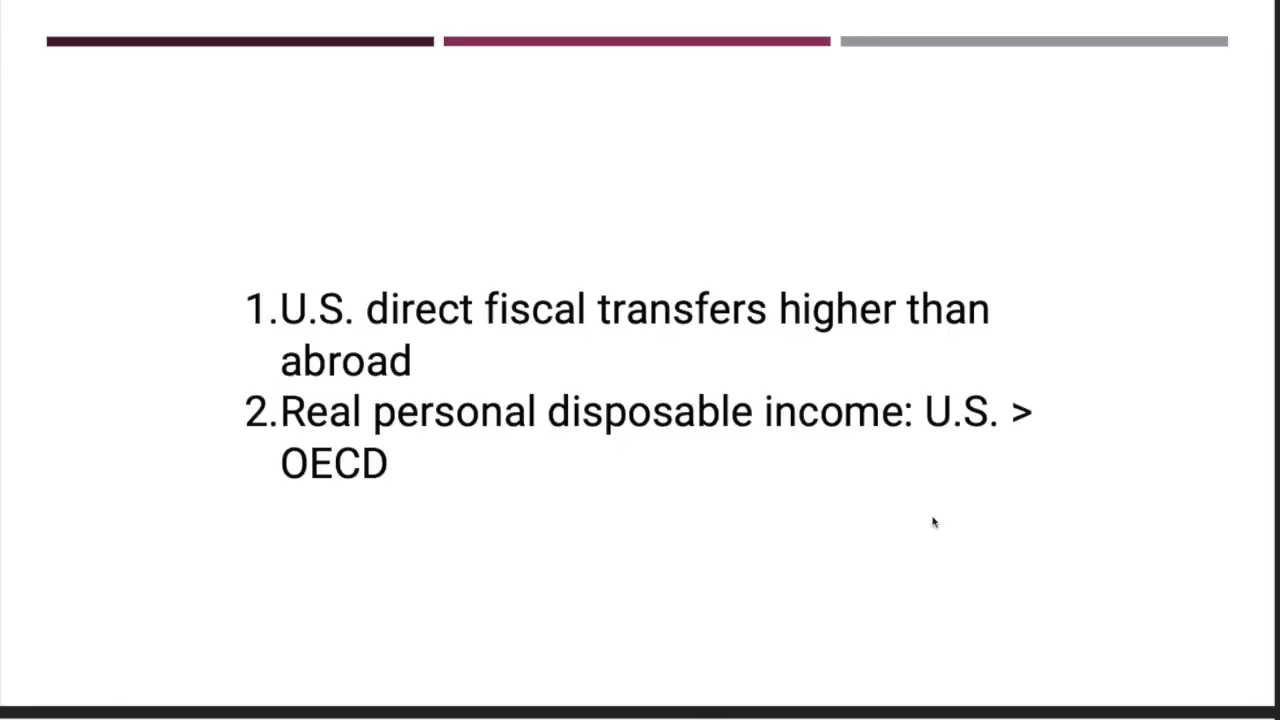 1.U.S. direct fiscal transfers higher than
abroad
2.Real personal disposable income: U.S. >
OECD